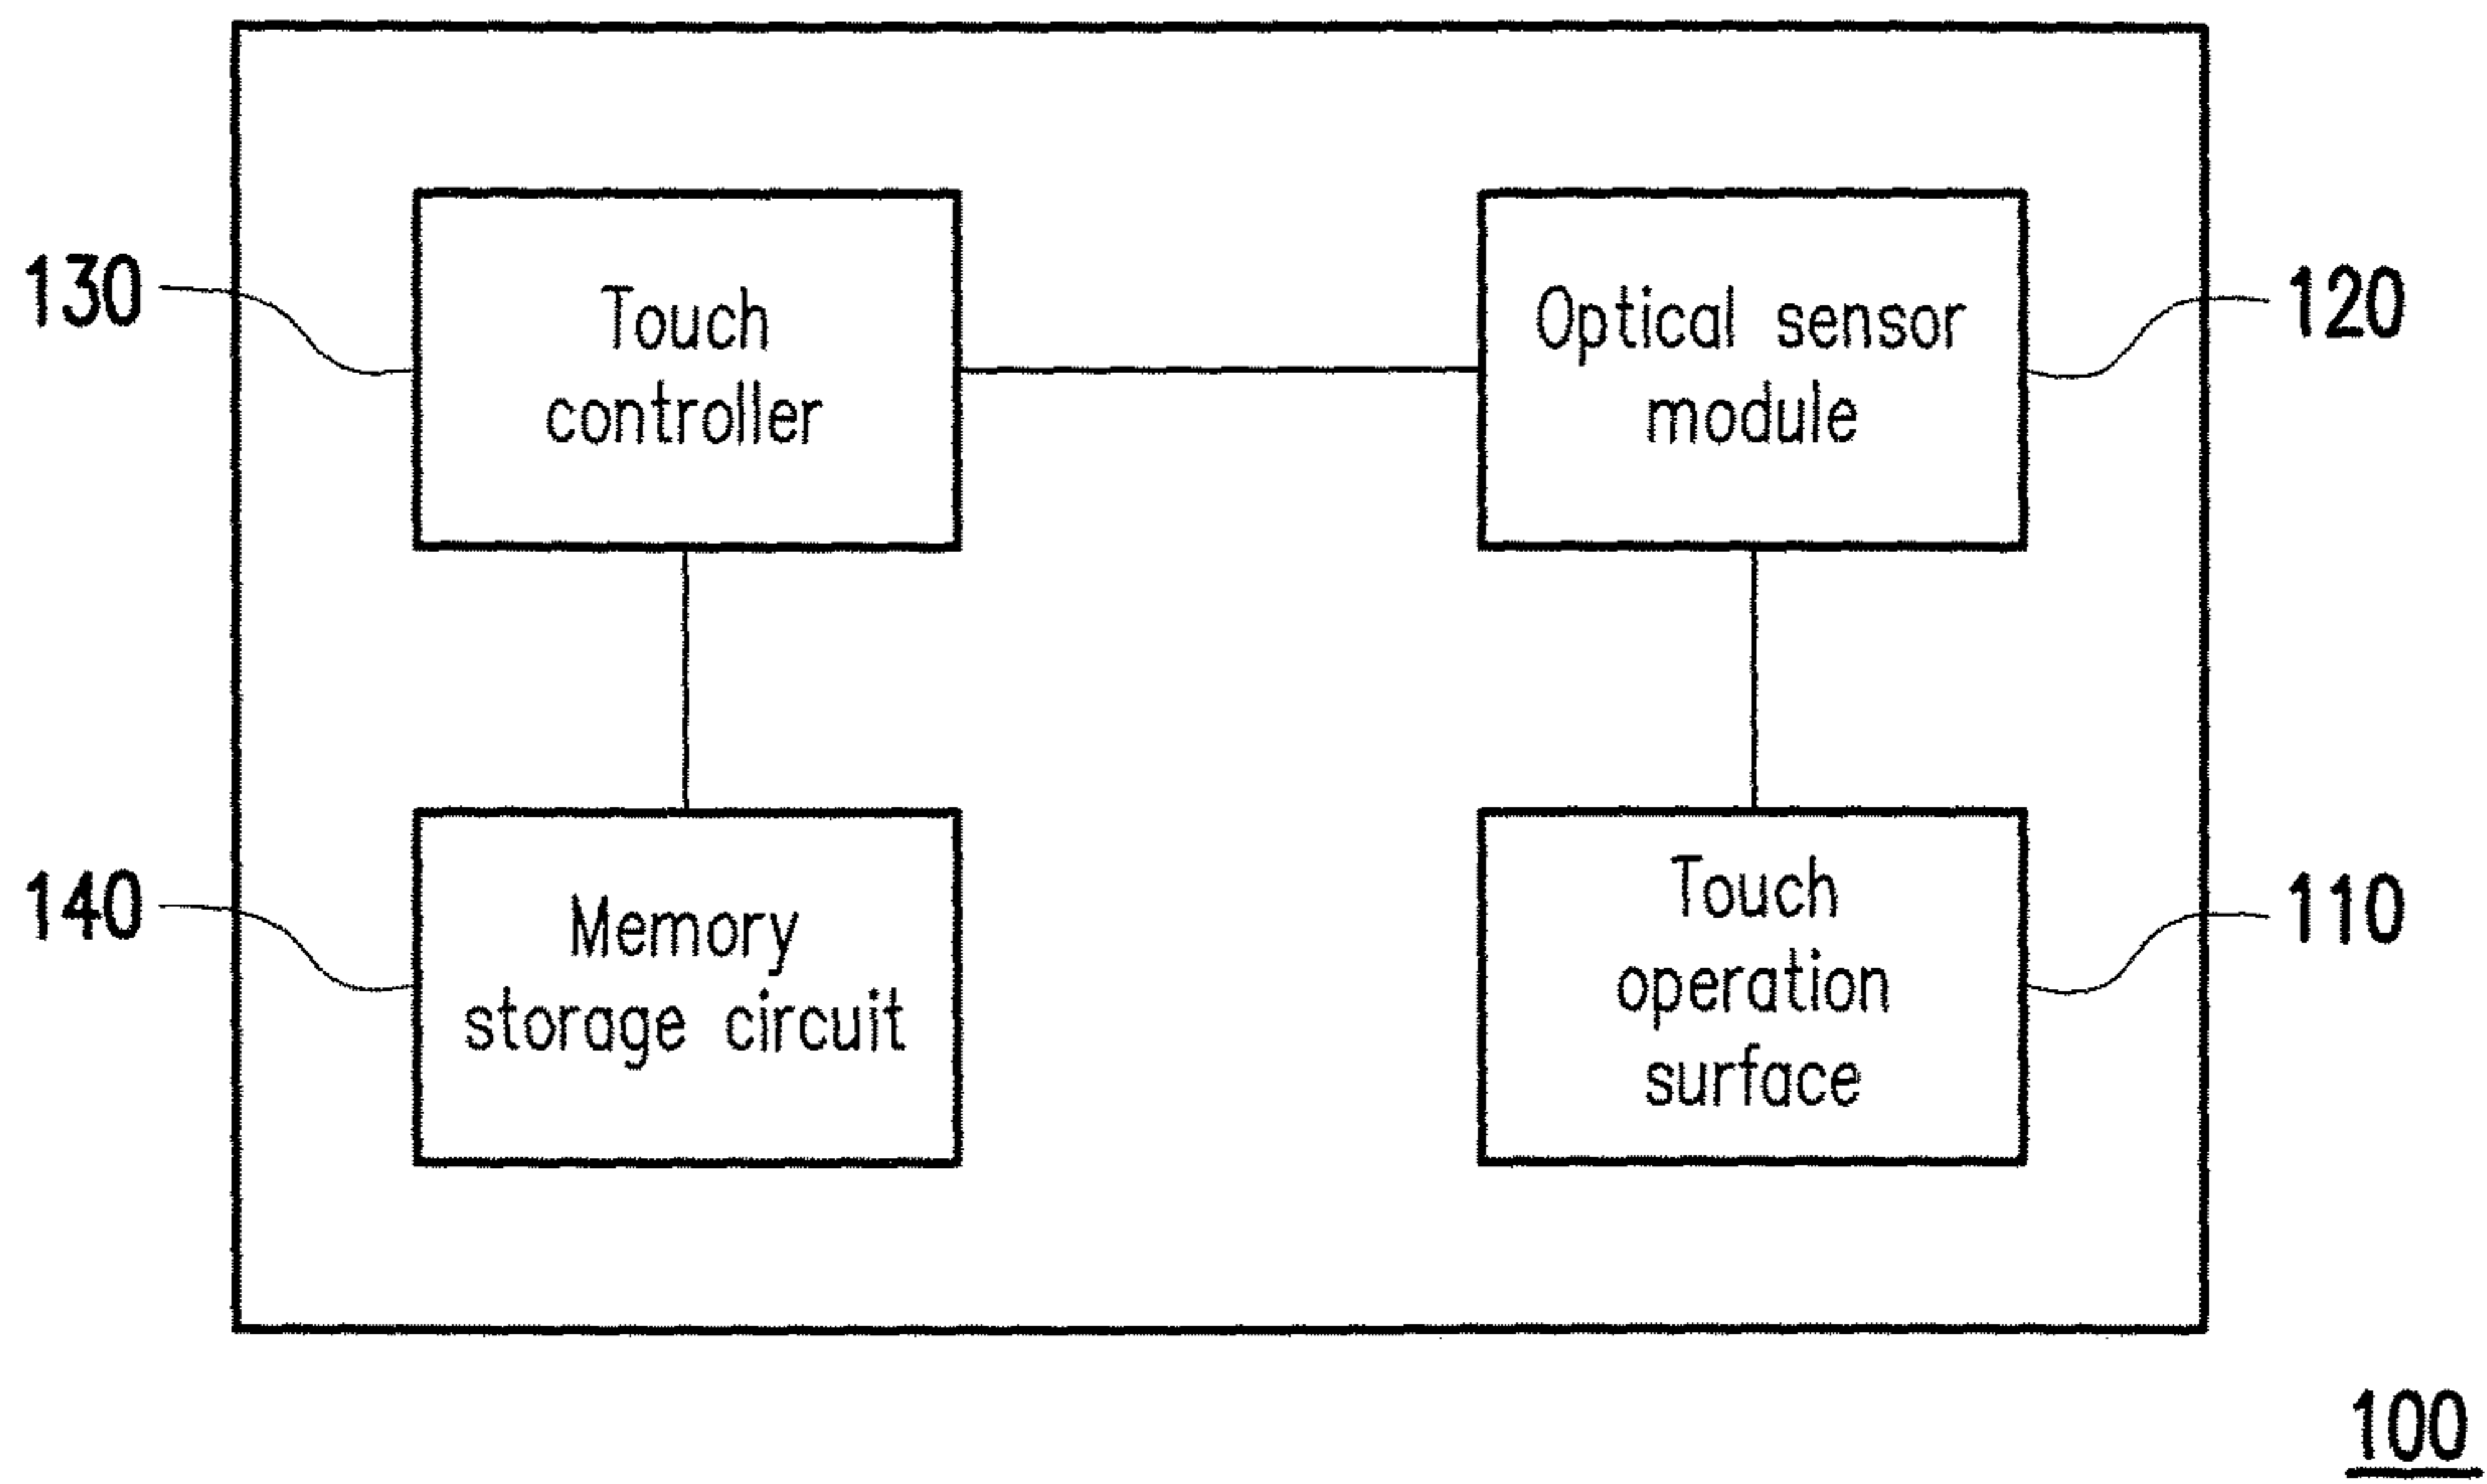 130
Touch
controller
Optical sensor
module
120
140
Memory
storage circuit
Touch
operation
surface
110
100